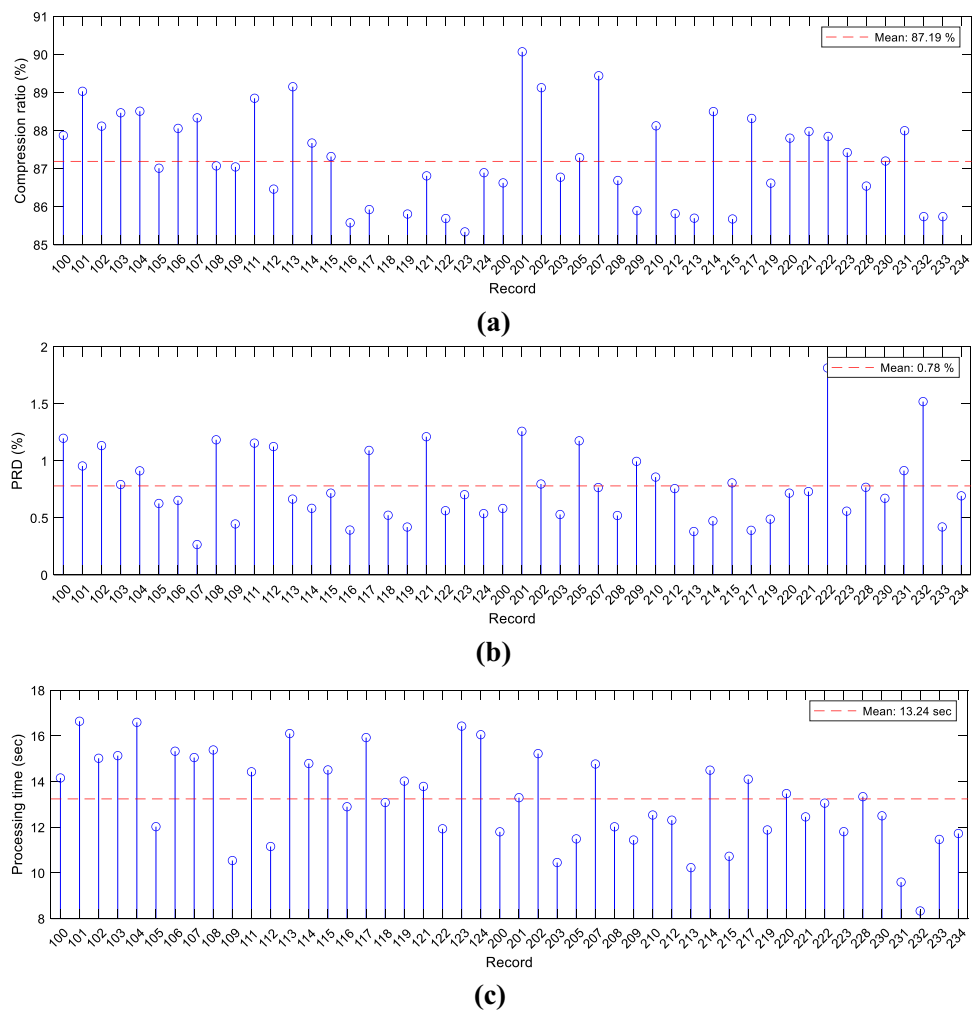 Compression ratio (%)
91
90
89
88
87
86
85
Mean: 87.19 %
100 101 102 103 104 105 106 107 108 109 111 112 113 114 115 116 117 118 119 121 122 123 124 200 201 202 203 205 207 208 209 210 212 213 214 215 217 219 220 221 222 223 228 230 231 232 233 234
Record
(a)
PRD (%)
2
1.5
1
0.5
0
Mean: 0.78 %
100 101 102 103 104 105 106 107 108 109 111 112 113 114 115 116 117 118 119 121 122 123 124 200 201 202 203 205 207 208 209 210 212 213 214 215 217 219 220 221 222 223 228 230 231 232 233 234
Record
(b)
Processing time (sec)
18
16
14
12
10
8
Mean: 13.24 sec
100 101 102 103 104 105 106 107 108 109 111 112 113 114 115 116 117 118 119 121 122 123 124 200 201 202 203 205 207 208 209 210 212 213 214 215 217 219 220 221 222 223 228 230 231 232 233 234
Record
(c)